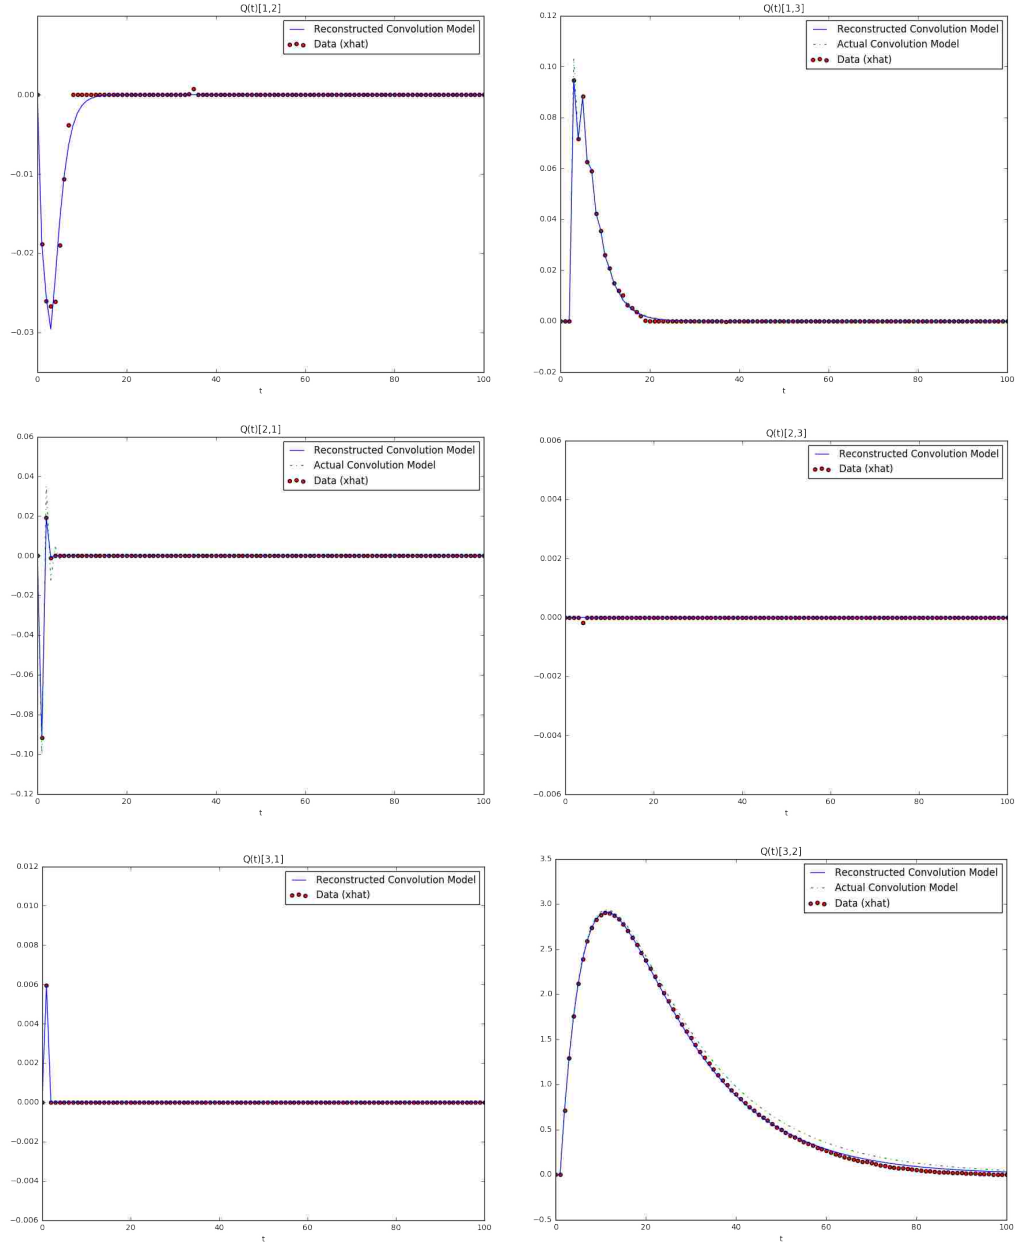 Q(t)[1,2]
Reconstructed Convolution Model
Data (xhat)
0.00
−0.01
−0.02
−0.03
0 20 40 60 80 100
t
Q(t)[1,3]
Reconstructed Convolution Model
Actual Convolution Model
Data (xhat)
0.12
0.10
0.08
0.06
0.04
0.02
0.00
−0.02
0 20 40 60 80 100
t
Q(t)[2,1]
Reconstructed Convolution Model
Actual Convolution Model
Data (xhat)
0.06
0.04
0.02
0.00
−0.02
−0.04
−0.06
−0.08
−0.10
−0.12
0 20 40 60 80 100
t
Q(t)[2,3]
Reconstructed Convolution Model
Data (xhat)
0.006
0.004
0.002
0.000
−0.002
−0.004
−0.006
0 20 40 60 80 100
t
Q(t)[3,1]
Reconstructed Convolution Model
Data (xhat)
0.012
0.010
0.008
0.006
0.004
0.002
0.000
−0.002
−0.004
−0.006
0 20 40 60 80 100
t
Q(t)[3,2]
Reconstructed Convolution Model
Actual Convolution Model
Data (xhat)
3.5
3.0
2.5
2.0
1.5
1.0
0.5
0.0
−0.5
0 20 40 60 80 100
t